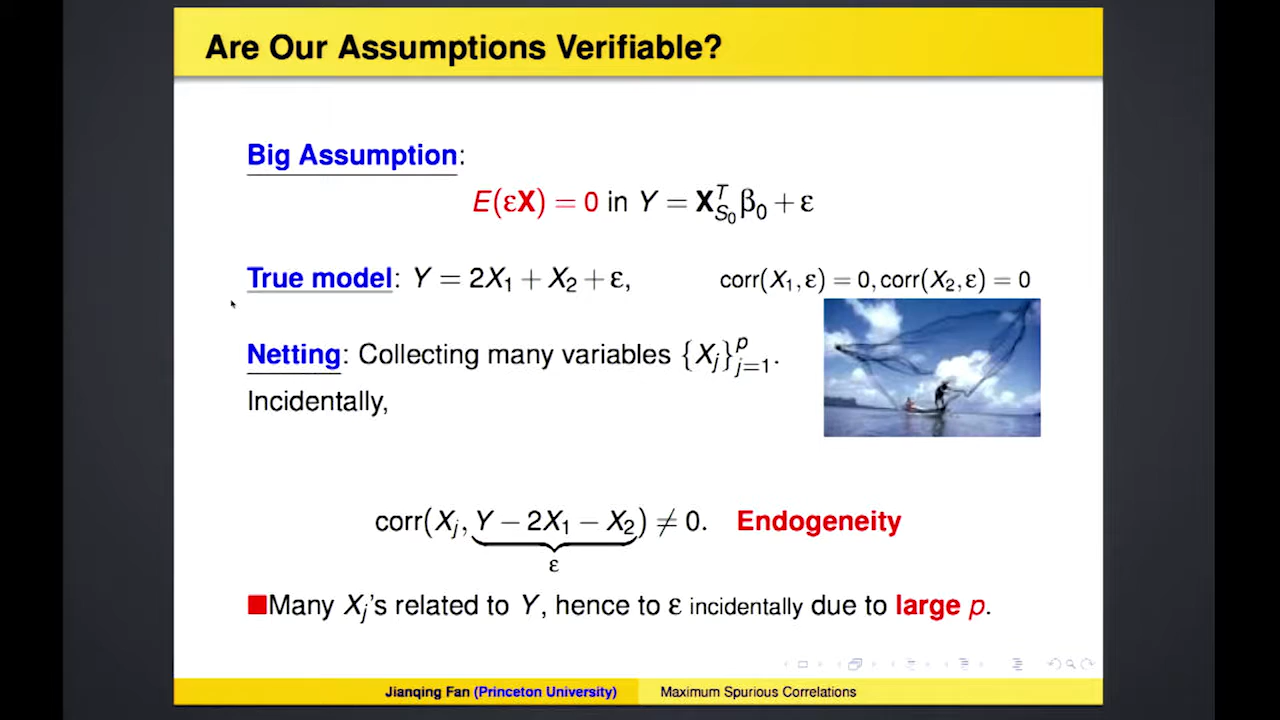 Are Our Assumptions Verifiable?
Big Assumption:
E(εX) = 0 in Y = X_{S_0}^T β_0 + ε
True model: Y = 2X_1 + X_2 + ε, corr(X_1, ε) = 0, corr(X_2, ε) = 0
Netting: Collecting many variables {X_j}_{j=1}^p.
Incidentally,
corr(X_j, Y − 2X_1 − X_2) ≠ 0. Endogeneity
ε
Many X_j's related to Y, hence to ε incidentally due to large p.
Jianqing Fan (Princeton University) Maximum Spurious Correlations